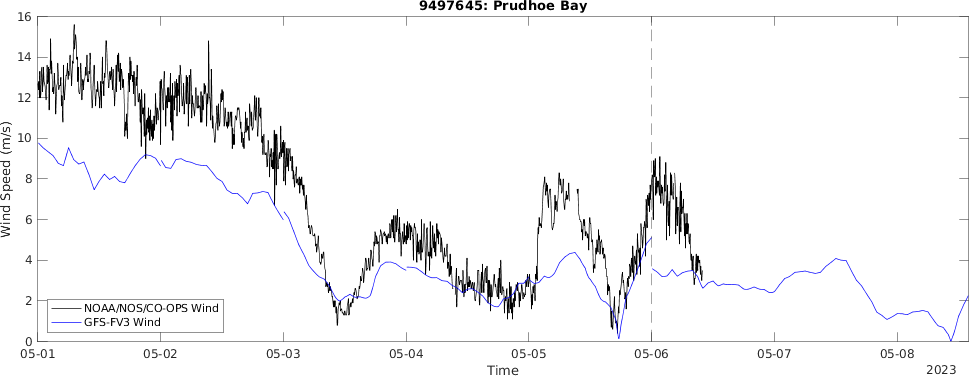 9497645: Prudhoe Bay
16
14
12
10
8
6
4
2
0
Wind Speed (m/s)
NOAA/NOS/CO-OPS Wind
GFS-FV3 Wind
05-01 05-02 05-03 05-04 05-05 05-06 05-07 05-08
Time
2023